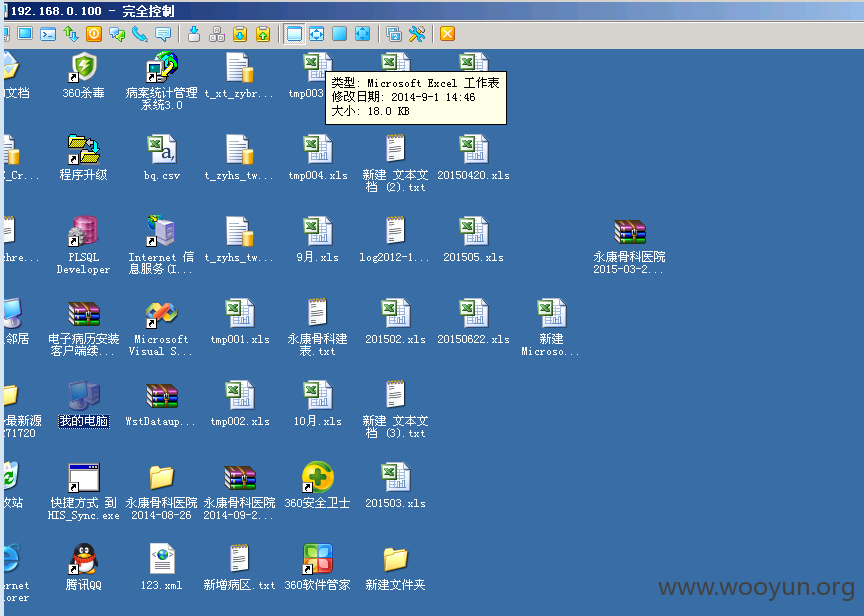 192.168.0.100 - 完全控制
类型: Microsoft Excel 工作表
修改日期: 2014-9-1 14:46
大小: 18.0 KB
文档
360杀毒
病案统计管理
系统3.0
t_xt_zybr...
tmp003
_Cr...
程序升级
bq.csv
t_zyhs_tw...
tmp004.xls
新建 文本文
档 (2).txt
20150420.xls
hre...
PLSQL
Developer
Internet 信
息服务(I...
t_zyhs_tw...
9月.xls
log2012-1...
201505.xls
永康骨科医院
2015-03-2...
邻居
电子病历安装
客户端续...
Microsoft
Visual S...
tmp001.xls
永康骨科建
表.txt
201502.xls
20150622.xls
新建
Microso...
最新源
271720
我的电脑
WstDataup...
tmp002.xls
10月.xls
新建 文本文
档 (3).txt
收站
快捷方式 到
HIS_Sync.exe
永康骨科医院
2014-08-26
永康骨科医院
2014-09-2...
360安全卫士
201503.xls
ernet
lorer
腾讯QQ
123.xml
新增病区.txt
360软件管家
新建文件夹
www.wooyun.org